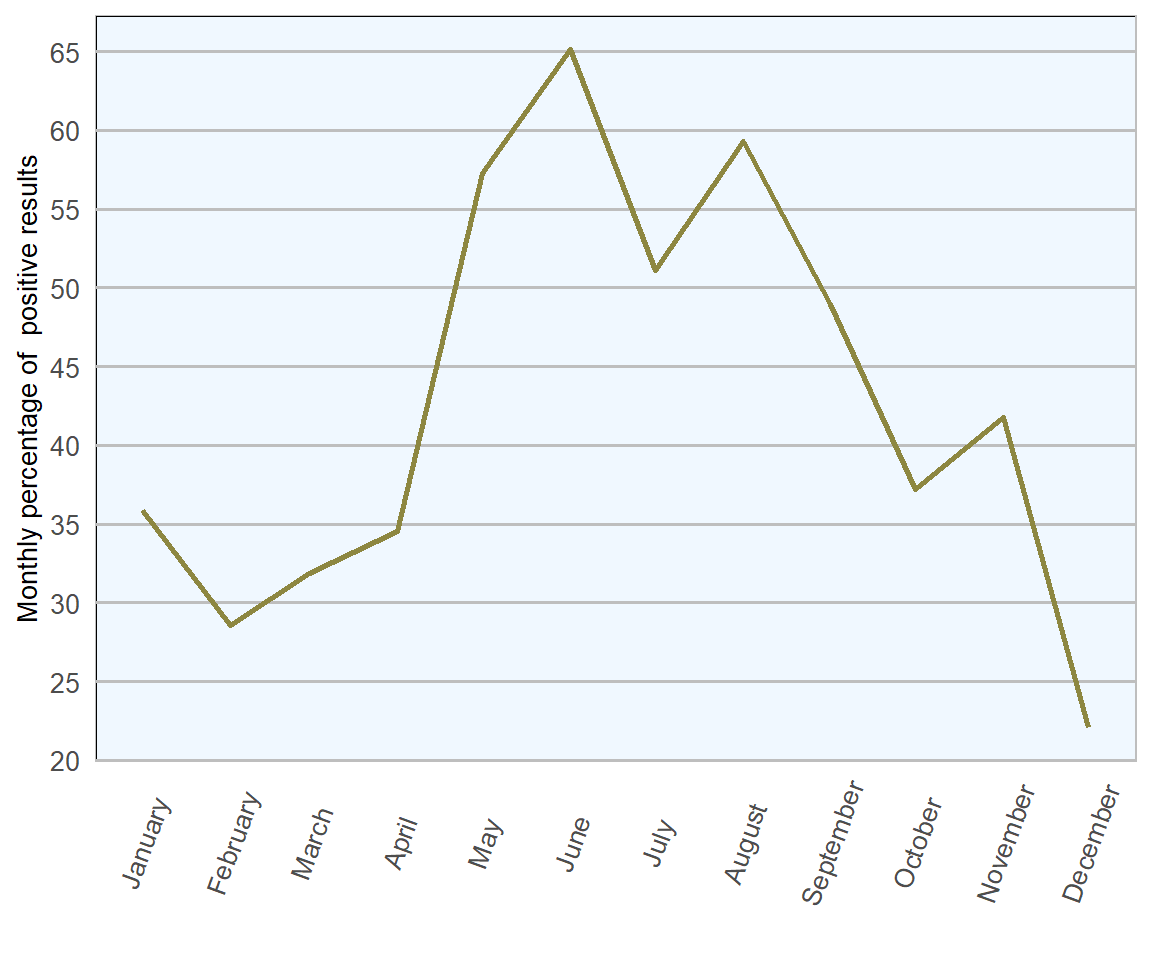 Monthly percentage of  positive results
65
60
55
50
45
40
35
30
25
20
January
February
March
April
May
June
July
August
September
October
November
December